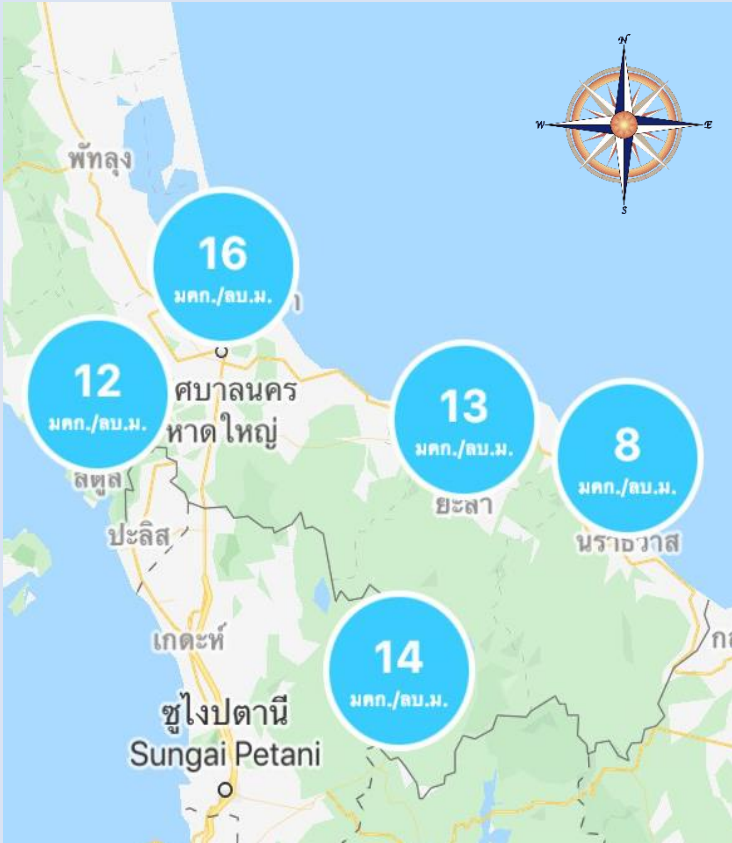 N
W
E
S
พัทลุง
16
มคก./ลบ.ม.
12
มคก./ลบ.ม.
ศบาลนคร
หาดใหญ่
13
มคก./ลบ.ม.
8
มคก./ลบ.ม.
สตูล
ยะลา
ปะลิส
นราธิวาส
เกดะห์
14
มคก./ลบ.ม.
ซูไงปตานี
Sungai Petani